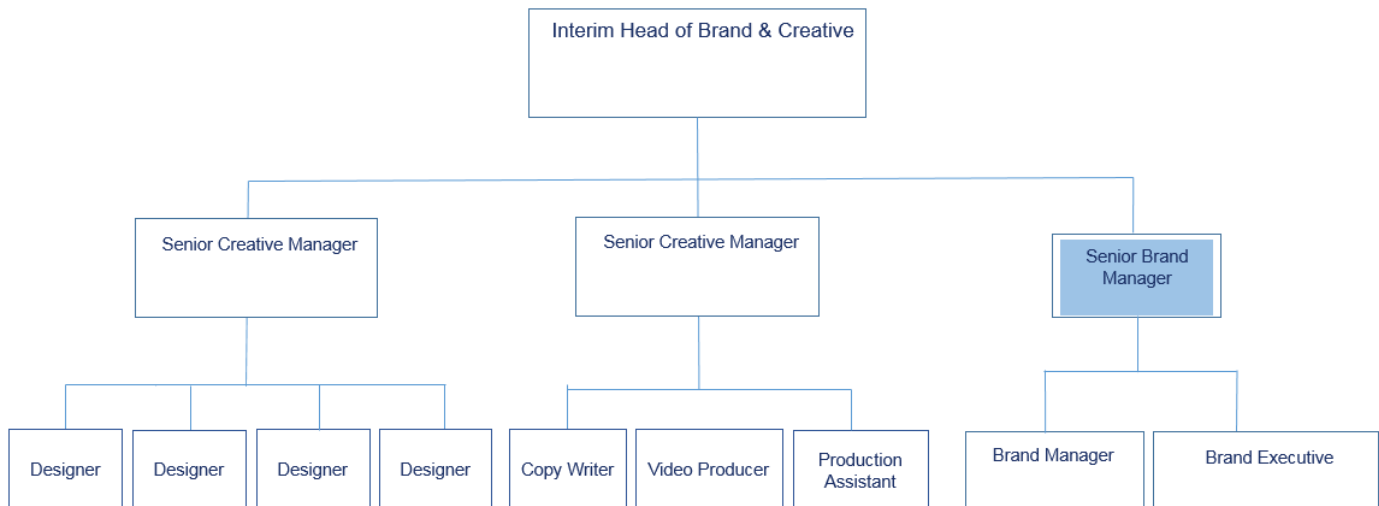 Interim Head of Brand & Creative
Senior Creative Manager
Senior Creative Manager
Senior Brand
Manager
Designer
Designer
Designer
Designer
Copy Writer
Video Producer
Production
Assistant
Brand Manager
Brand Executive